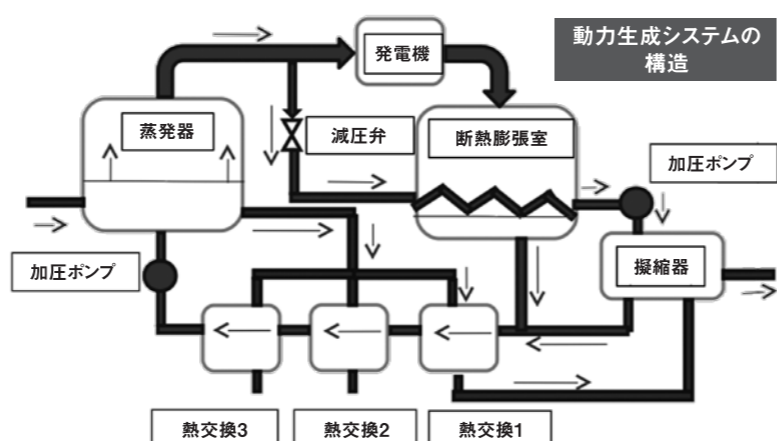 動力生成システムの
構造
発電機
蒸発器
減圧弁
断熱膨張室
加圧ポンプ
加圧ポンプ
擬縮器
熱交換3
熱交換2
熱交換1